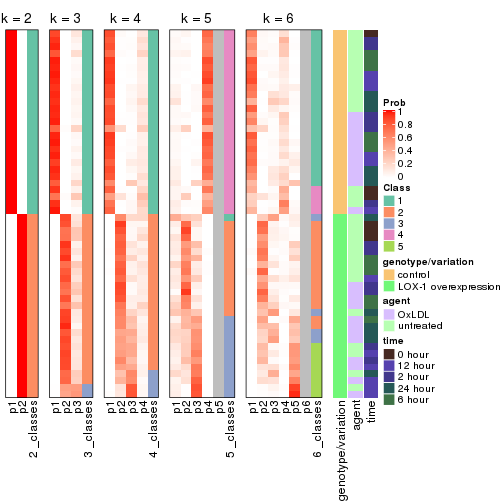 k = 2
k = 3
k = 4
k = 5
k = 6
Prob
1
0.8
0.6
0.4
0.2
0
Class
1
2
3
4
5
genotype/variation
control
LOX-1 overexpression
agent
OxLDL
untreated
time
0 hour
12 hour
2 hour
24 hour
6 hour
p1
p2
2_classes
p1
p2
p3
3_classes
p1
p2
p3
p4
4_classes
p1
p2
p3
p4
p5
5_classes
p1
p2
p3
p4
p5
p6
6_classes
genotype/variation
agent
time